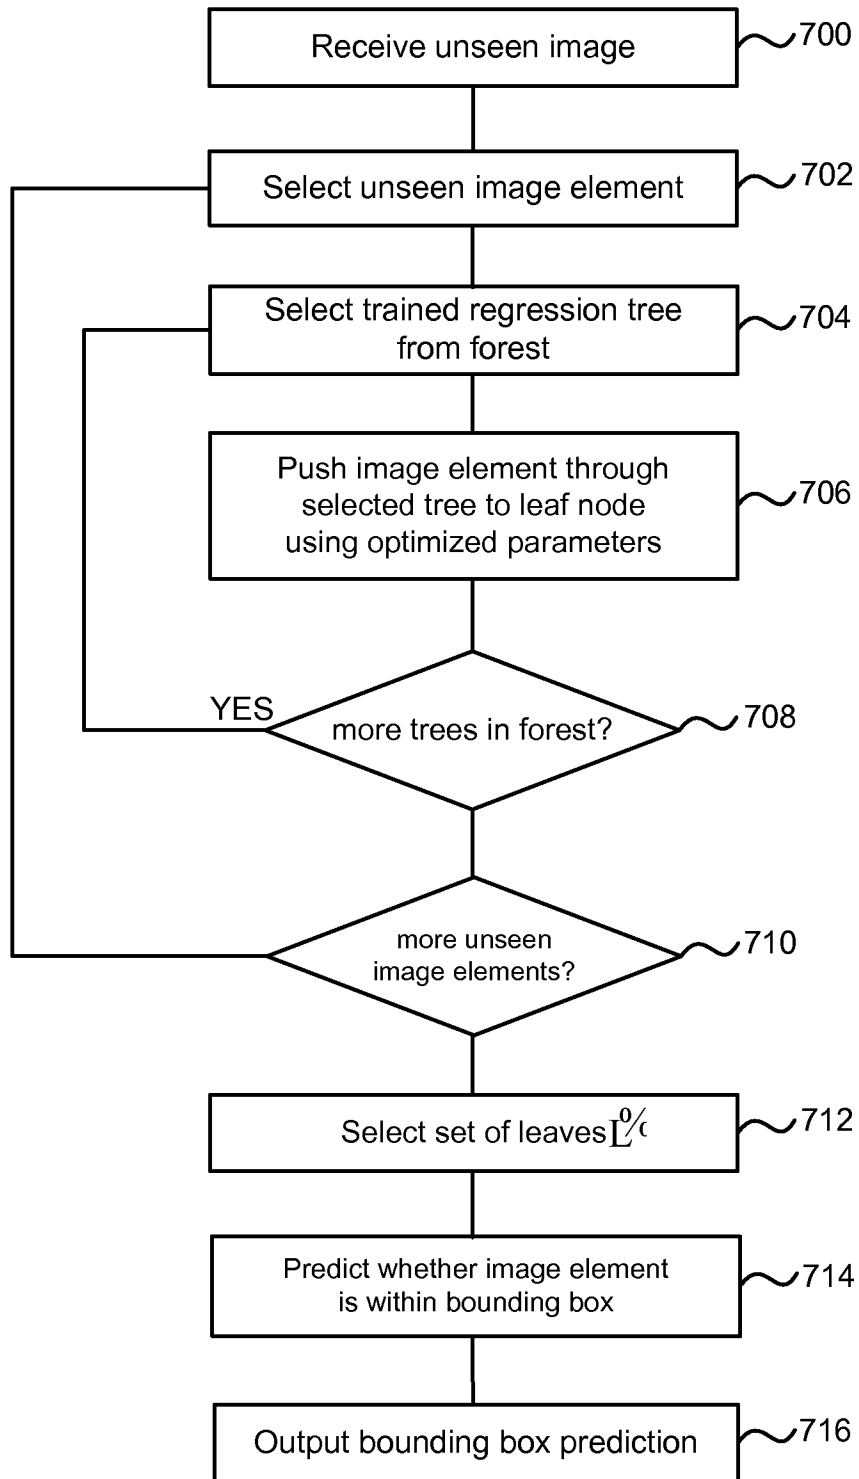 Receive unseen image
700
Select unseen image element
702
Select trained regression tree
from forest
704
Push image element through
selected tree to leaf node
using optimized parameters
706
YES
more trees in forest?
708
more unseen
image elements?
710
Select set of leaves L%
712
Predict whether image element
is within bounding box
714
Output bounding box prediction
716